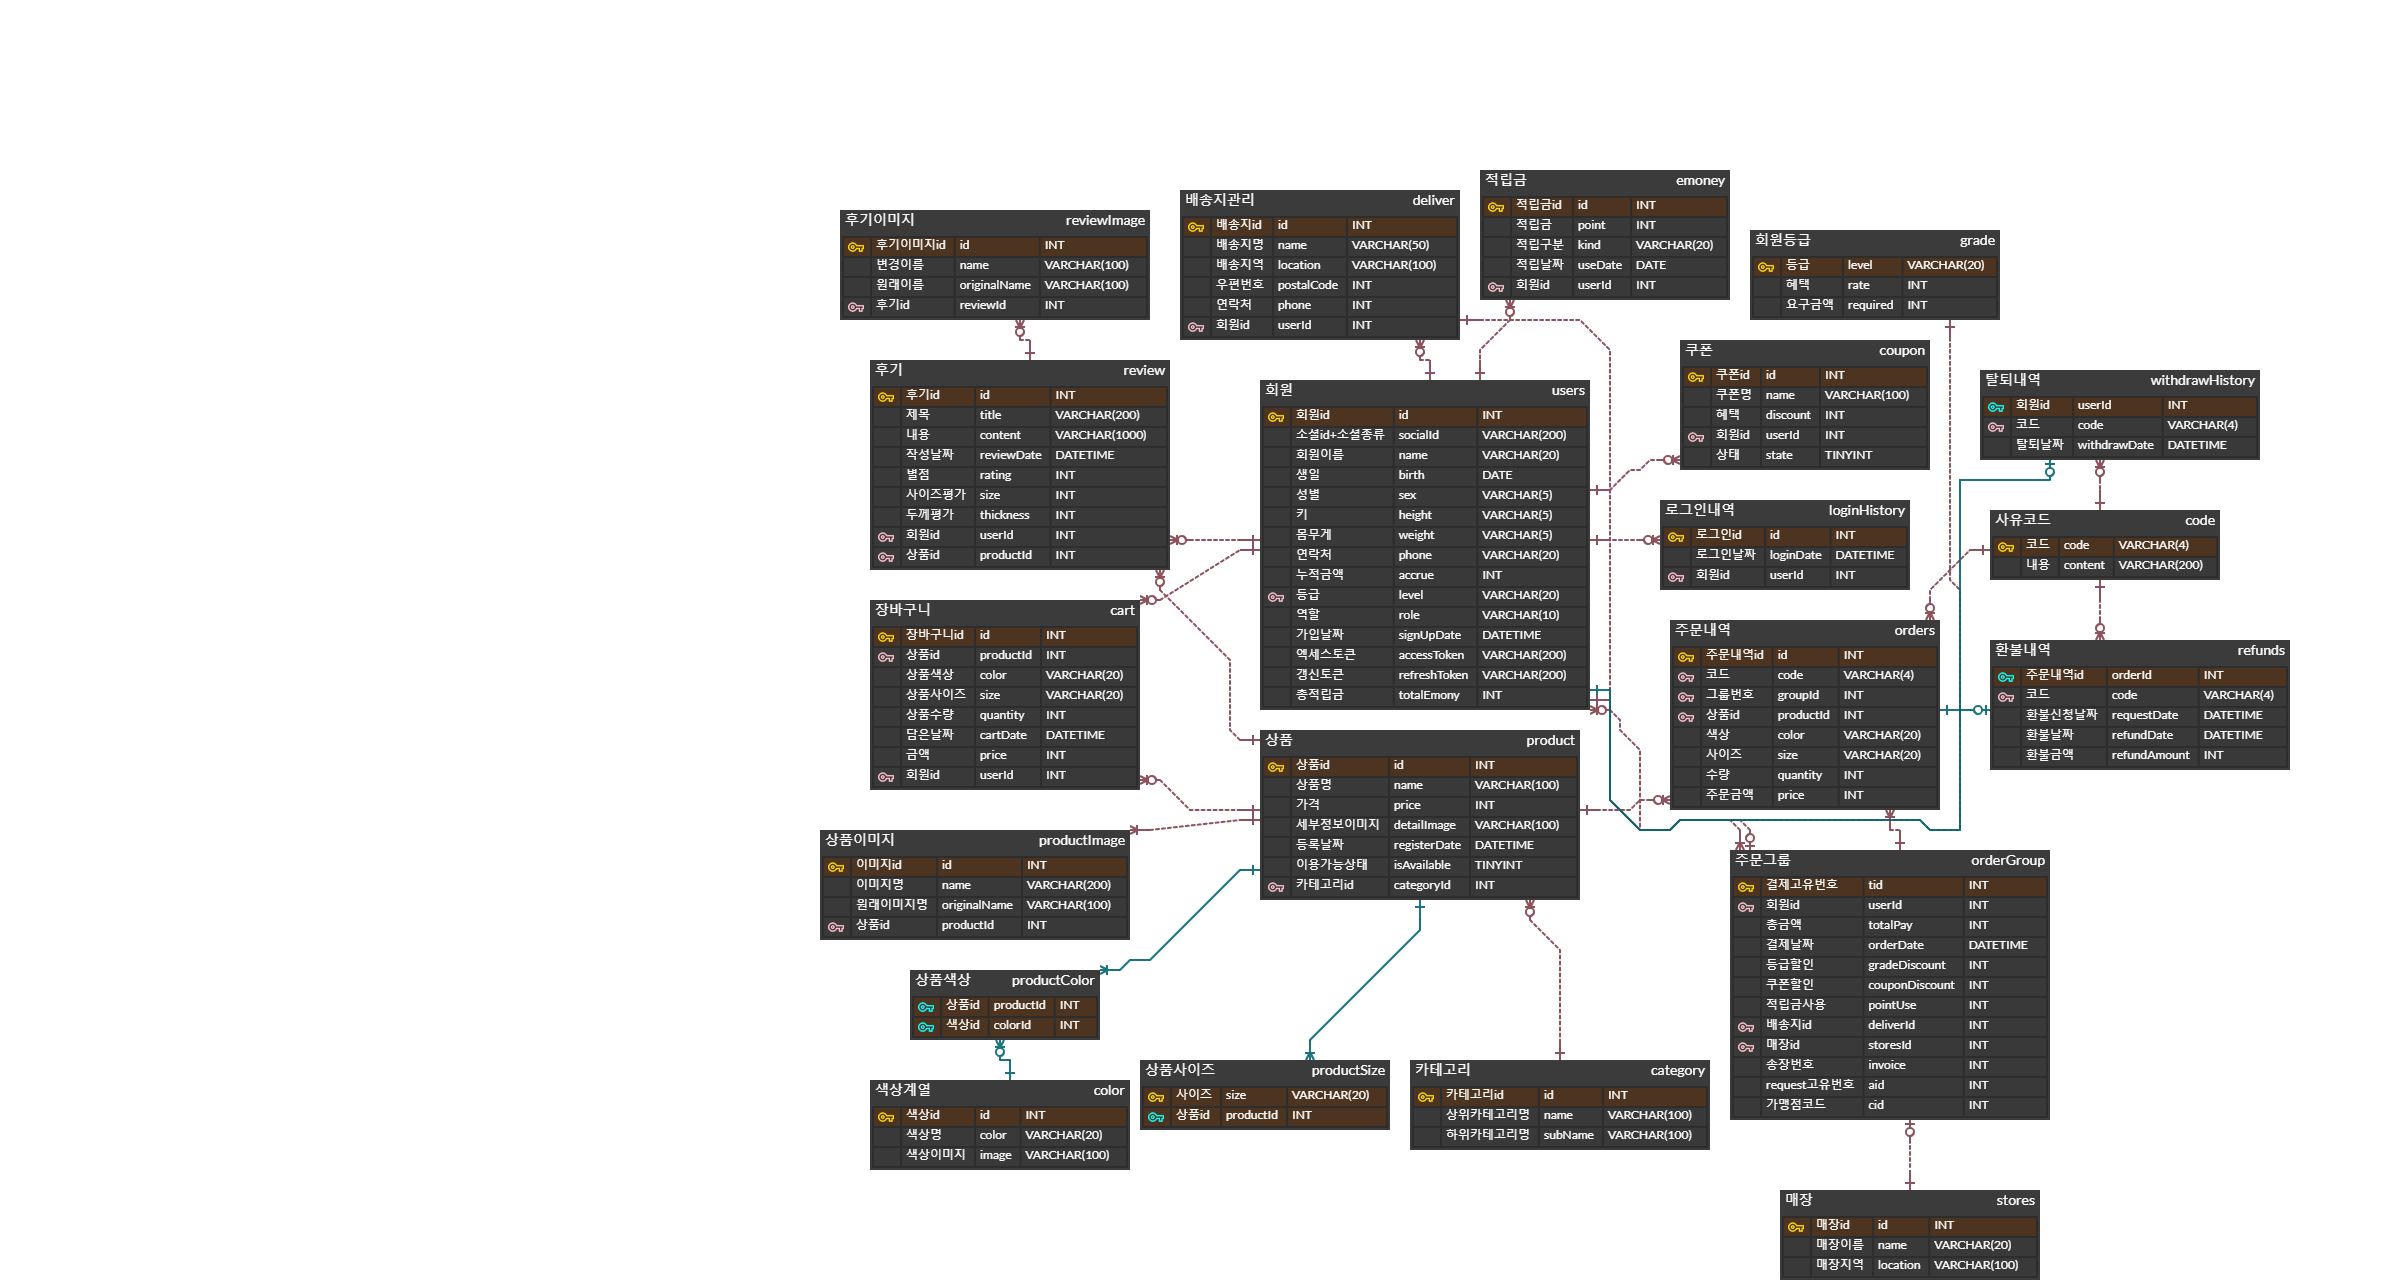 적립금 emoney
적립금id id INT
적립금 point INT
적립구분 kind VARCHAR(20)
적립날짜 useDate DATE
회원id userId INT
배송지관리 deliver
배송지id id INT
배송지명 name VARCHAR(50)
배송지역 location VARCHAR(100)
우편번호 postalCode INT
연락처 phone INT
회원id userId INT
후기이미지 reviewImage
후기이미지id id INT
변경이름 name VARCHAR(100)
원래이름 originalName VARCHAR(100)
후기id reviewId INT
회원등급 grade
등급 level VARCHAR(20)
혜택 rate INT
요구금액 required INT
쿠폰 coupon
쿠폰id id INT
쿠폰명 name VARCHAR(100)
혜택 discount INT
회원id userId INT
상태 state TINYINT
후기 review
후기id id INT
제목 title VARCHAR(200)
내용 content VARCHAR(1000)
작성날짜 reviewDate DATETIME
별점 rating INT
사이즈평가 size INT
두께평가 thickness INT
회원id userId INT
상품id productId INT
회원 users
회원id id INT
소셜id+소셜종류 socialId VARCHAR(200)
회원이름 name VARCHAR(20)
생일 birth DATE
성별 sex VARCHAR(5)
키 height VARCHAR(5)
몸무게 weight VARCHAR(5)
연락처 phone VARCHAR(20)
누적금액 accrue INT
등급 level VARCHAR(20)
역할 role VARCHAR(10)
가입날짜 signUpDate DATETIME
액세스토큰 accessToken VARCHAR(200)
갱신토큰 refreshToken VARCHAR(200)
총적립금 totalEmony INT
탈퇴내역 withdrawHistory
회원id userId INT
코드 code VARCHAR(4)
탈퇴날짜 withdrawDate DATETIME
로그인내역 loginHistory
로그인id id INT
로그인날짜 loginDate DATETIME
회원id userId INT
사유코드 code
코드 code VARCHAR(4)
내용 content VARCHAR(200)
장바구니 cart
장바구니id id INT
상품id productId INT
상품색상 color VARCHAR(20)
상품사이즈 size VARCHAR(20)
상품수량 quantity INT
담은날짜 cartDate DATETIME
금액 price INT
회원id userId INT
주문내역 orders
주문내역id id INT
코드 code VARCHAR(4)
그룹번호 groupId INT
상품id productId INT
색상 color VARCHAR(20)
사이즈 size VARCHAR(20)
수량 quantity INT
주문금액 price INT
환불내역 refunds
주문내역id orderId INT
코드 code VARCHAR(4)
환불신청날짜 requestDate DATETIME
환불날짜 refundDate DATETIME
환불금액 refundAmount INT
상품 product
상품id id INT
상품명 name VARCHAR(100)
가격 price INT
세부정보이미지 detailImage VARCHAR(100)
등록날짜 registerDate DATETIME
이용가능상태 isAvailable TINYINT
카테고리id categoryId INT
상품이미지 productImage
이미지id id INT
이미지명 name VARCHAR(200)
원래이미지명 originalName VARCHAR(100)
상품id productId INT
주문그룹 orderGroup
결제고유번호 tid INT
회원id userId INT
총금액 totalPay INT
결제날짜 orderDate DATETIME
등급할인 gradeDiscount INT
쿠폰할인 couponDiscount INT
적립금사용 pointUse INT
배송지id deliverId INT
매장id storesId INT
송장번호 invoice INT
request고유번호 aid INT
가맹점코드 cid INT
상품색상 productColor
상품id productId INT
색상id colorId INT
상품사이즈 productSize
사이즈 size VARCHAR(20)
상품id productId INT
카테고리 category
카테고리id id INT
상위카테고리명 name VARCHAR(100)
하위카테고리명 subName VARCHAR(100)
색상계열 color
색상id id INT
색상명 color VARCHAR(20)
색상이미지 image VARCHAR(100)
매장 stores
매장id id INT
매장이름 name VARCHAR(20)
매장지역 location VARCHAR(100)